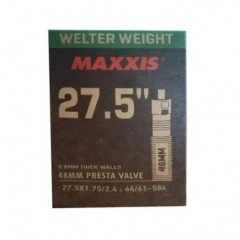 WELTER WEIGHT
MAXXIS
27.5"
48MM
0.8MM THICK WALLS
48MM PRESTA VALVE
27.5X1.75/2.4 ; 44/61-584